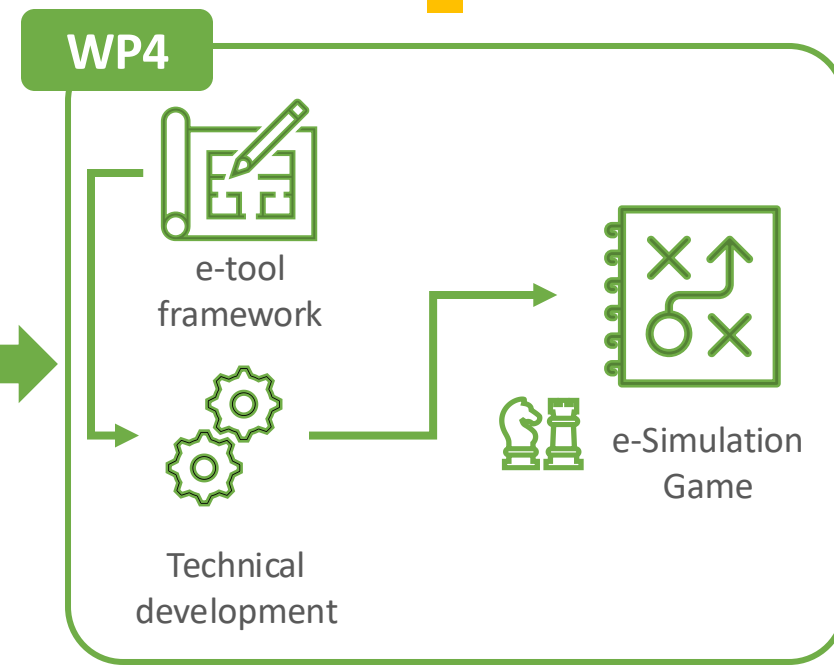 WP4
e-tool
framework
Technical
development
e-Simulation
Game